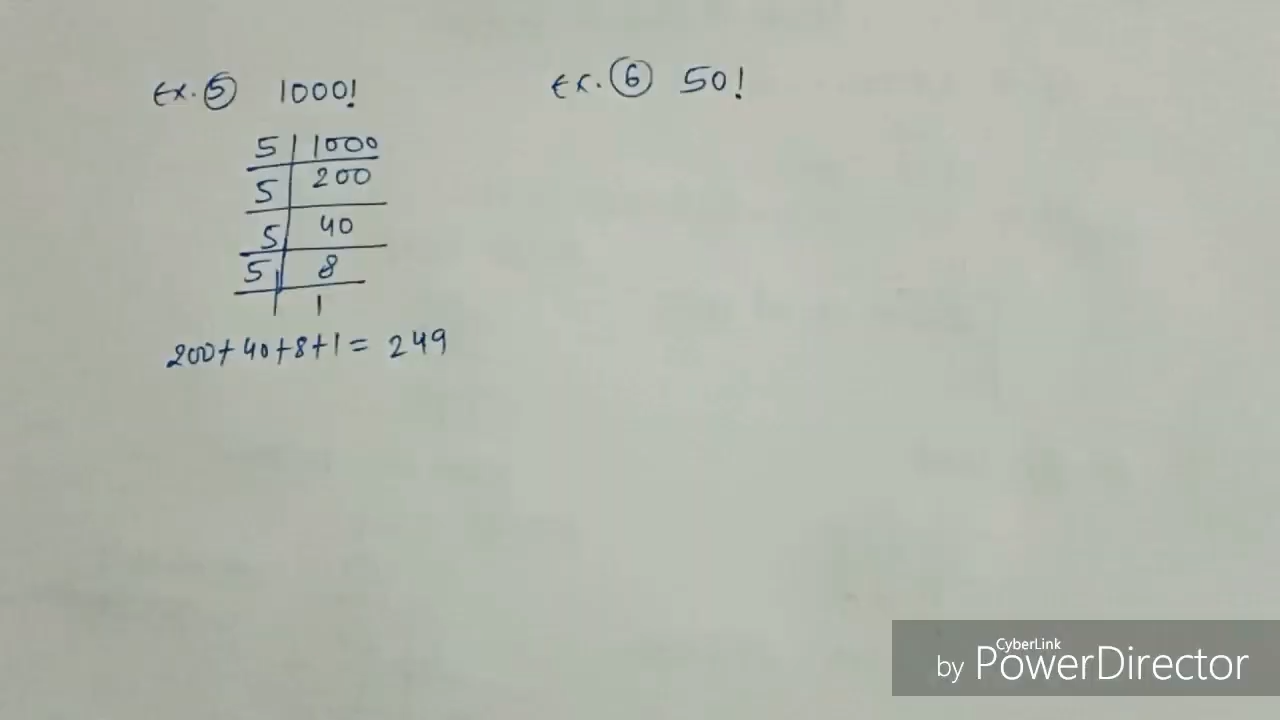 Ex. 5 1000!
5 | 1000
5 | 200
5 | 40
5 | 8
| 1
200+40+8+1 = 249
Ex. 6 50!
CyberLink
by PowerDirector